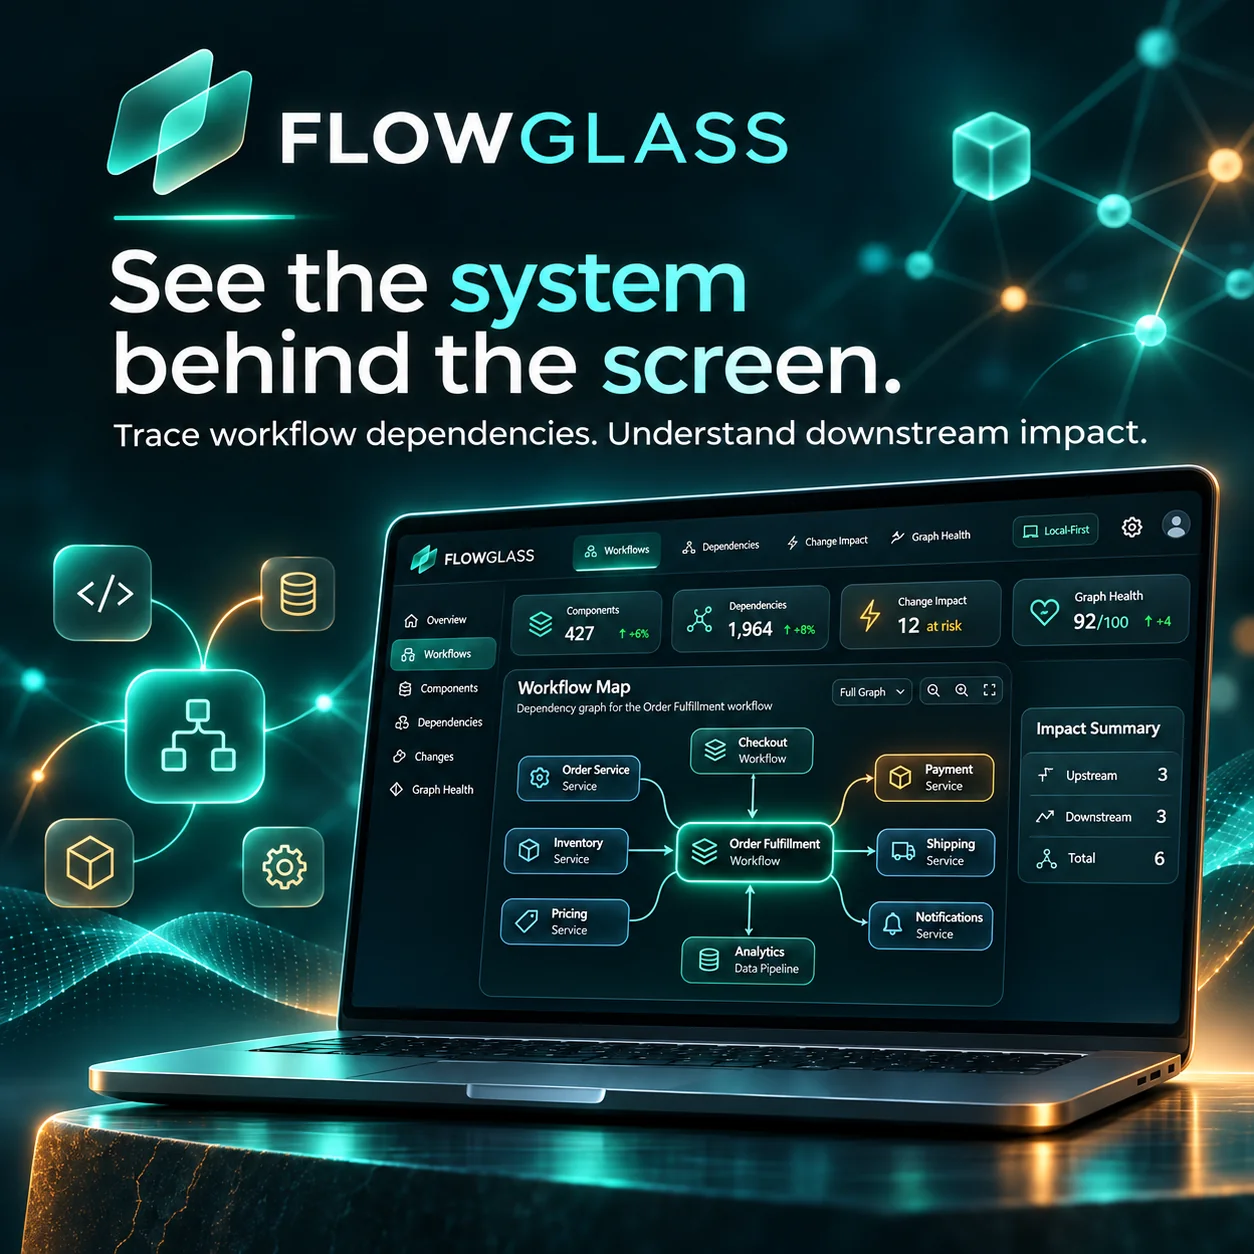 FLOWGLASS
See the system
behind the screen.
Trace workflow dependencies. Understand downstream impact.
FLOWGLASS
Workflows
Dependencies
Change Impact
Graph Health
Local-First
Overview
Workflows
Components
Dependencies
Changes
Graph Health
Components
427 ↑ +6%
Dependencies
1,964 ↑ +8%
Change Impact
12 at risk
Graph Health
92/100 ↑ +4
Workflow Map
Dependency graph for the Order Fulfillment workflow
Full Graph
Checkout
Workflow
Order Service
Service
Payment
Service
Inventory
Service
Order Fulfillment
Workflow
Shipping
Service
Pricing
Service
Notifications
Service
Analytics
Data Pipeline
Impact Summary
Upstream 3
Downstream 3
Total 6